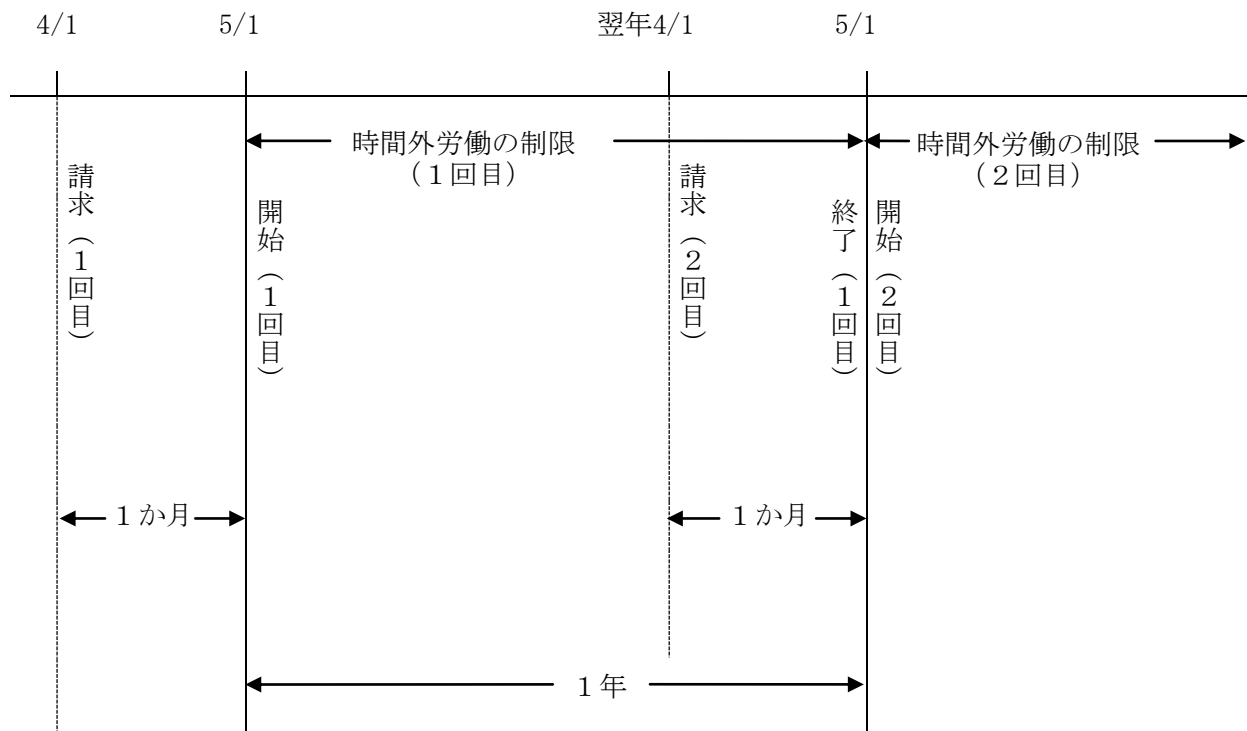 4/1
5/1
翌年4/1
5/1
時間外労働の制限
（１回目）
時間外労働の制限
（２回目）
請求（１回目）
開始（１回目）
請求（２回目）
終了（１回目）
開始（２回目）
１か月
１か月
１年